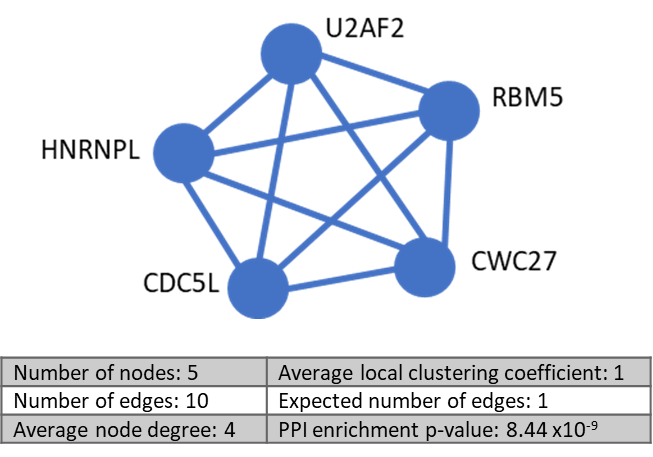 U2AF2
RBM5
HNRNPL
CWC27
CDC5L
Number of nodes: 5
Average local clustering coefficient: 1
Number of edges: 10
Expected number of edges: 1
Average node degree: 4
PPI enrichment p-value: 8.44 x10⁻⁹